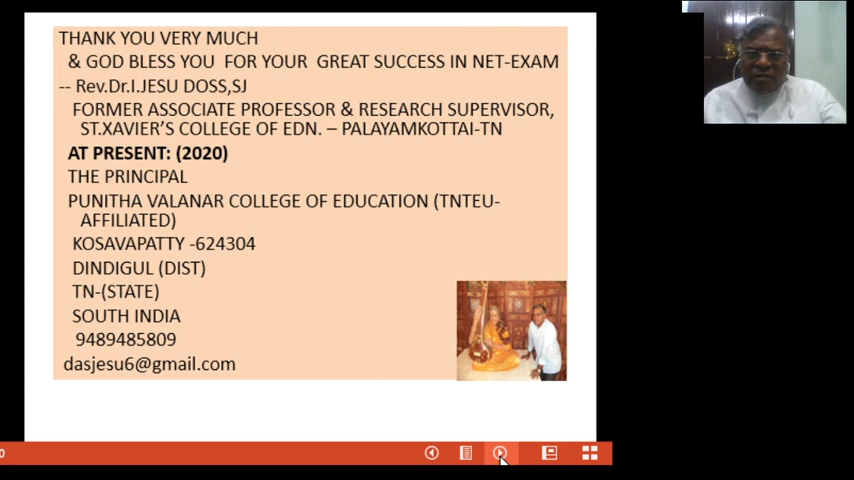 THANK YOU VERY MUCH
& GOD BLESS YOU FOR YOUR GREAT SUCCESS IN NET-EXAM
-- Rev.Dr.I.JESU DOSS,SJ
FORMER ASSOCIATE PROFESSOR & RESEARCH SUPERVISOR,
ST.XAVIER'S COLLEGE OF EDN. – PALAYAMKOTTAI-TN
AT PRESENT: (2020)
THE PRINCIPAL
PUNITHA VALANAR COLLEGE OF EDUCATION (TNTEU-
AFFILIATED)
KOSAVAPATTY -624304
DINDIGUL (DIST)
TN-(STATE)
SOUTH INDIA
9489485809
dasjesu6@gmail.com
0